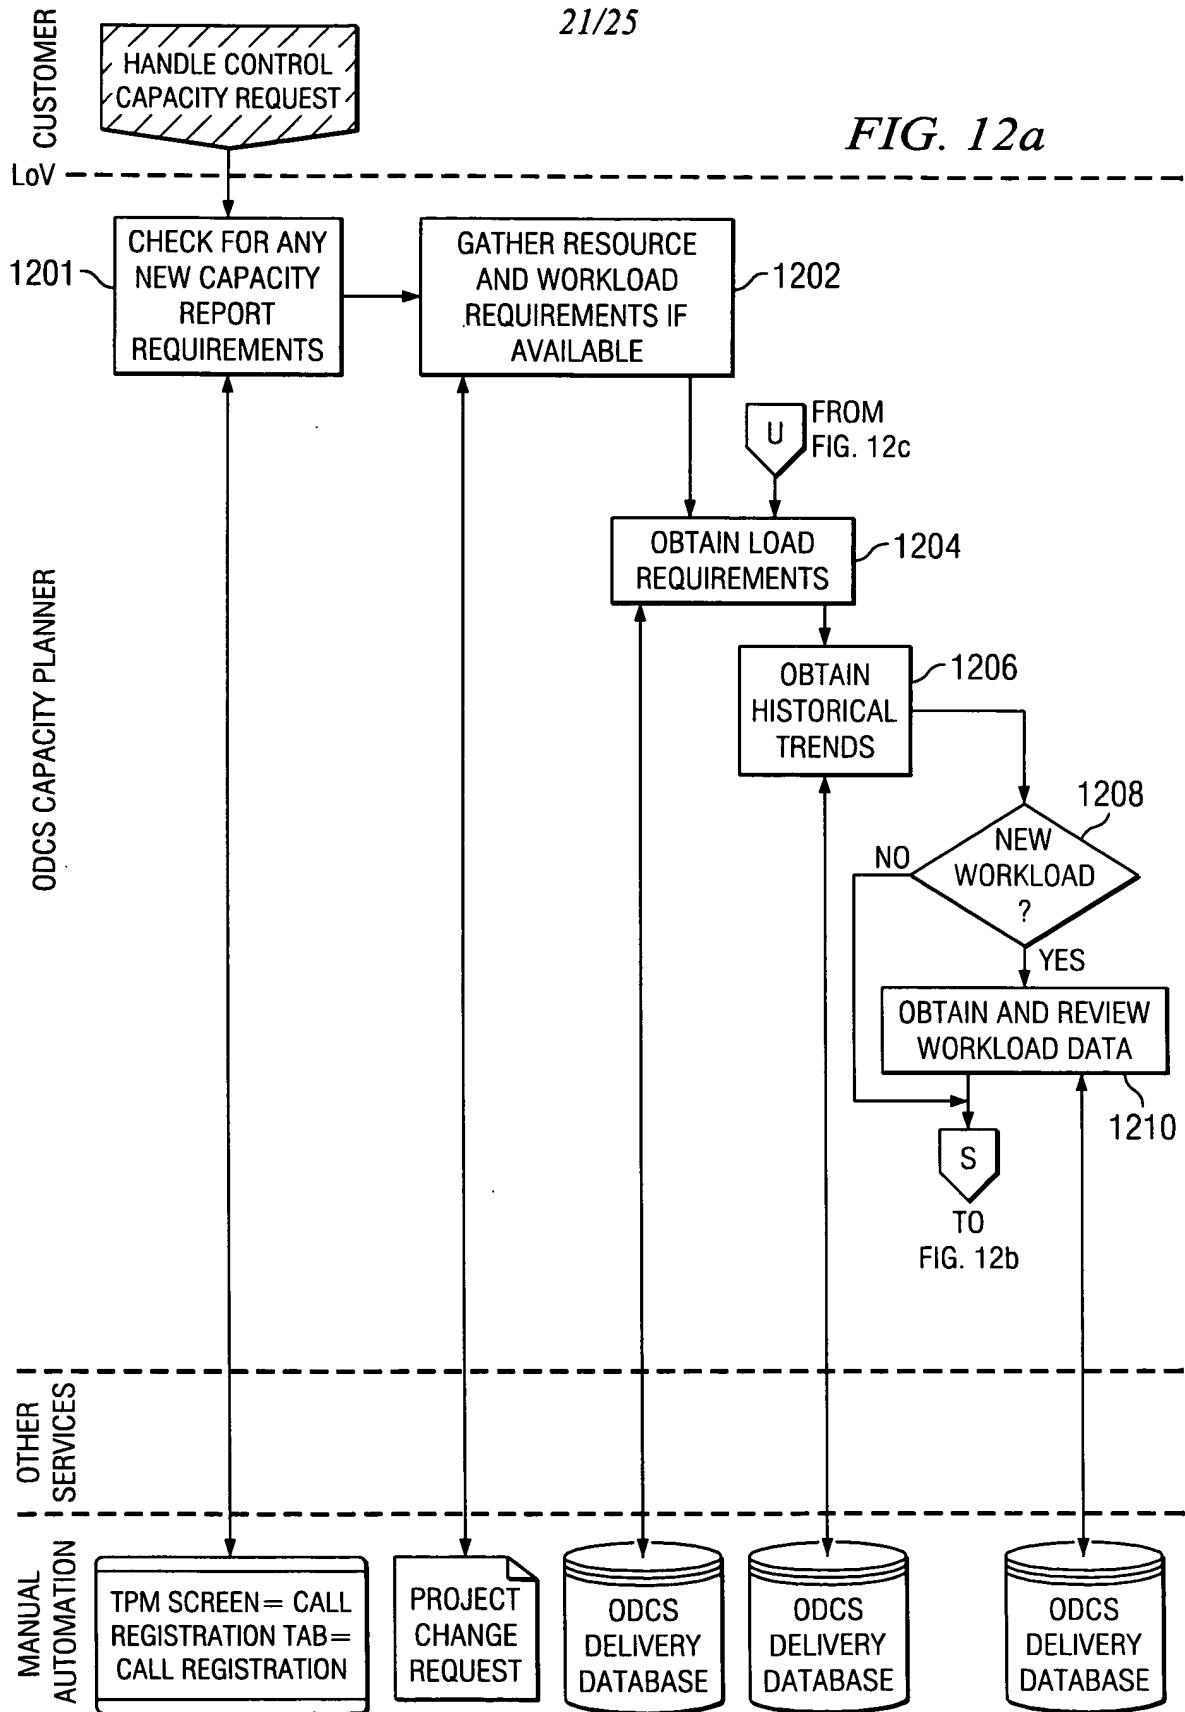 21/25
CUSTOMER
HANDLE CONTROL
CAPACITY REQUEST
FIG. 12a
LoV
ODCS CAPACITY PLANNER
1201
CHECK FOR ANY
NEW CAPACITY
REPORT
REQUIREMENTS
GATHER RESOURCE
AND WORKLOAD
REQUIREMENTS IF
AVAILABLE
1202
U
FROM
FIG. 12c
OBTAIN LOAD
REQUIREMENTS
1204
OBTAIN
HISTORICAL
TRENDS
1206
1208
NEW
WORKLOAD
?
NO
YES
OBTAIN AND REVIEW
WORKLOAD DATA
1210
S
TO
FIG. 12b
OTHER
SERVICES
MANUAL
AUTOMATION
TPM SCREEN= CALL
REGISTRATION TAB=
CALL REGISTRATION
PROJECT
CHANGE
REQUEST
ODCS
DELIVERY
DATABASE
ODCS
DELIVERY
DATABASE
ODCS
DELIVERY
DATABASE